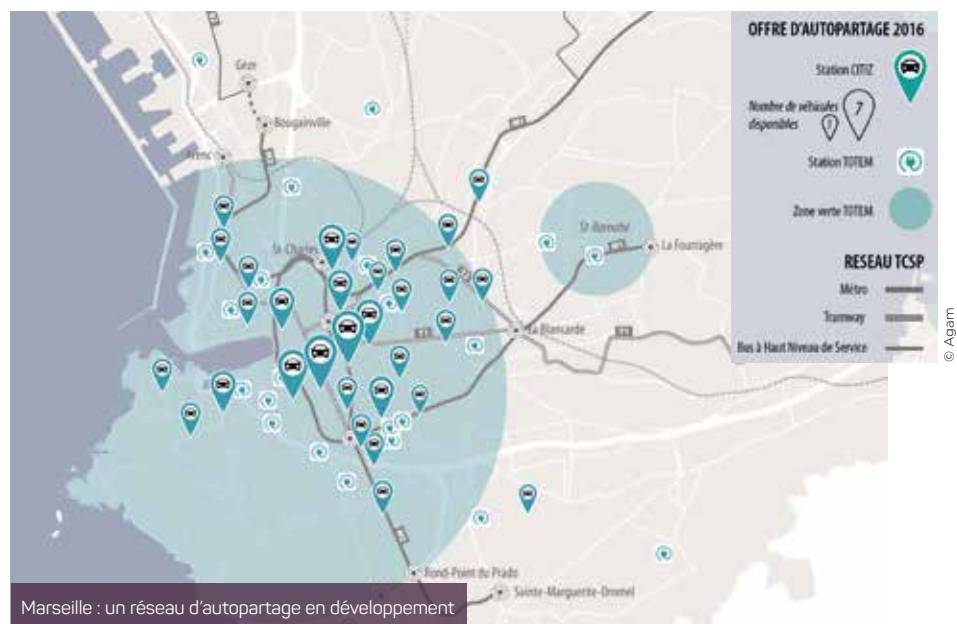 OFFRE D'AUTOPARTAGE 2016
Station CITIZ
Nombre de véhicules
disponibles
1
7
Station TOTEM
Zone verte TOTEM
RESEAU TCSP
Métro
Tramway
Bus à Haut Niveau de Service
© Agam
Gèze
Bougainville
Arenc
St-Charles
St Barnabé
La Fourragère
La Blancarde
Rond-Point du Prado
Sainte-Marguerite-Dromel
Marseille : un réseau d'autopartage en développement